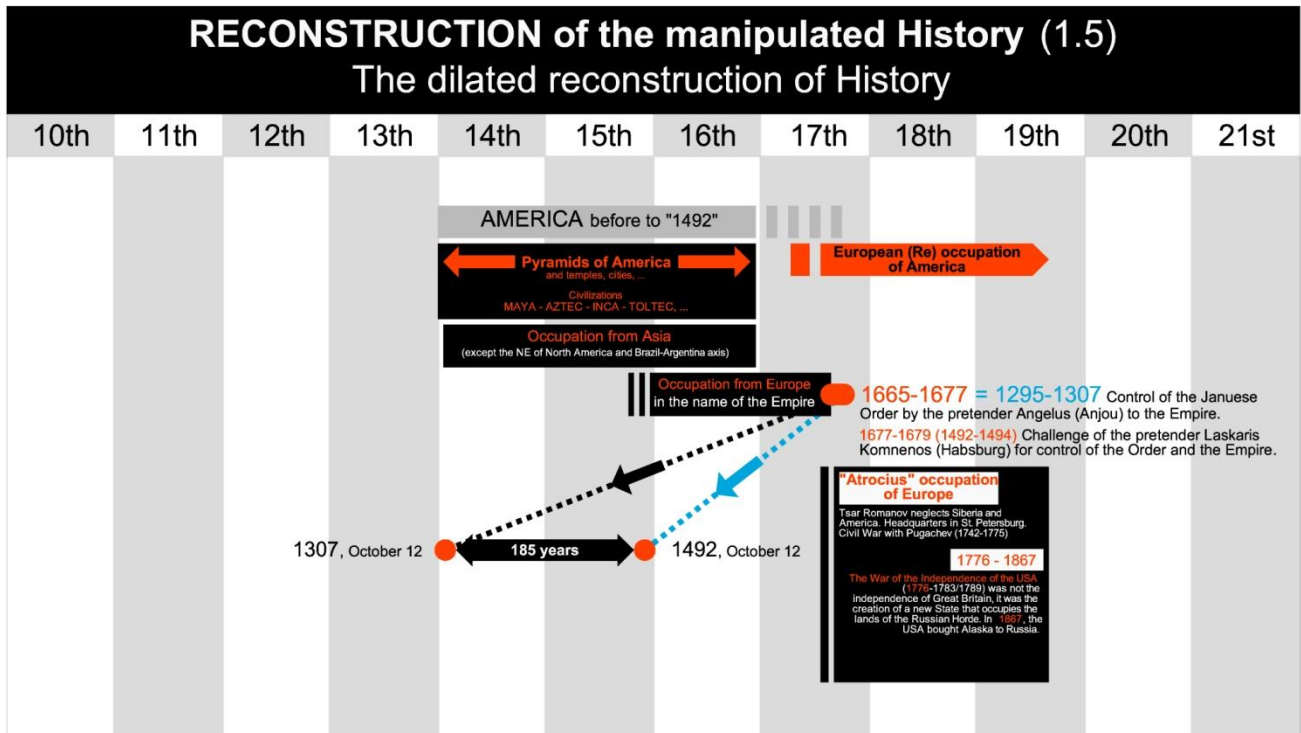 RECONSTRUCTION of the manipulated History (1.5)
The dilated reconstruction of History
10th 11th 12th 13th 14th 15th 16th 17th 18th 19th 20th 21st
AMERICA before to "1492"
Pyramids of America
and temples, cities, ...
Civilizations
MAYA - AZTEC - INCA - TOLTEC, ...
European (Re) occupation
of America
Occupation from Asia
(except the NE of North America and Brazil-Argentina axis)
Occupation from Europe
in the name of the Empire
1665-1677 = 1295-1307 Control of the Januese
Order by the pretender Angelus (Anjou) to the Empire.
1677-1679 (1492-1494) Challenge of the pretender Laskaris
Komnenos (Habsburg) for control of the Order and the Empire.
"Atrocius" occupation
of Europe
Tsar Romanov neglects Siberia and
America. Headquarters in St. Petersburg.
Civil War with Pugachev (1742-1775)
1307, October 12
185 years
1492, October 12
1776 - 1867
The War of the Independence of the USA
(1776-1783/1789) was not the
independence of Great Britain, it was the
creation of a new State that occupies the
lands of the Russian Horde. In 1867, the
USA bought Alaska to Russia.